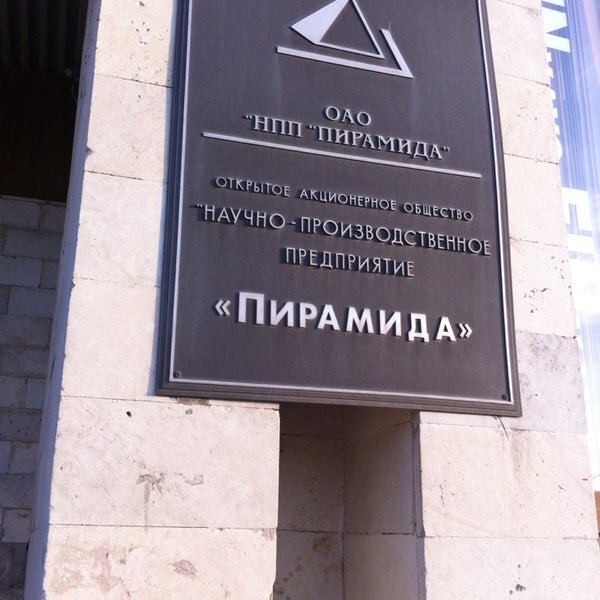 ОАО
"НПП "ПИРАМИДА"
ОТКРЫТОЕ АКЦИОНЕРНОЕ ОБЩЕСТВО
"НАУЧНО-ПРОИЗВОДСТВЕННОЕ
ПРЕДПРИЯТИЕ
«ПИРАМИДА»